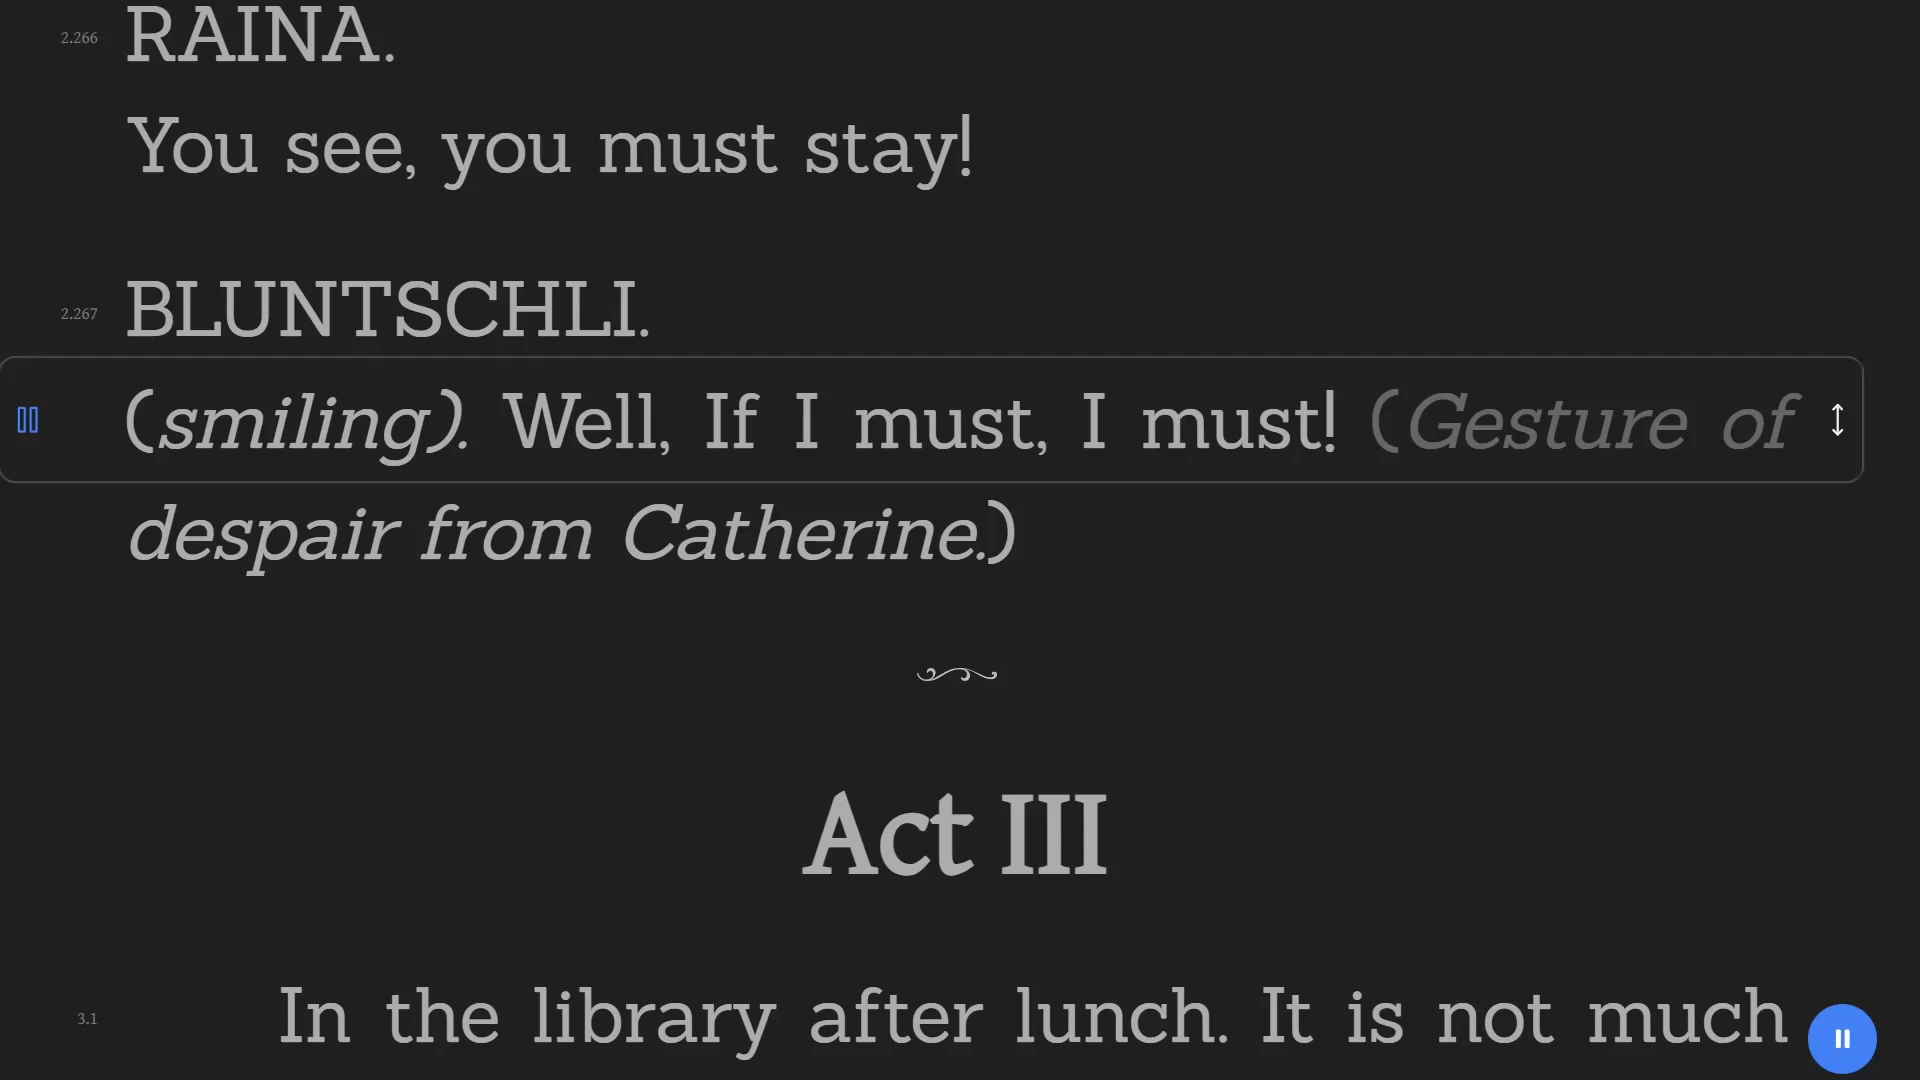 2.266 RAINA.
You see, you must stay!
2.267 BLUNTSCHLI.
(smiling). Well, If I must, I must! (Gesture of
despair from Catherine.)
Act III
3.1 In the library after lunch. It is not much